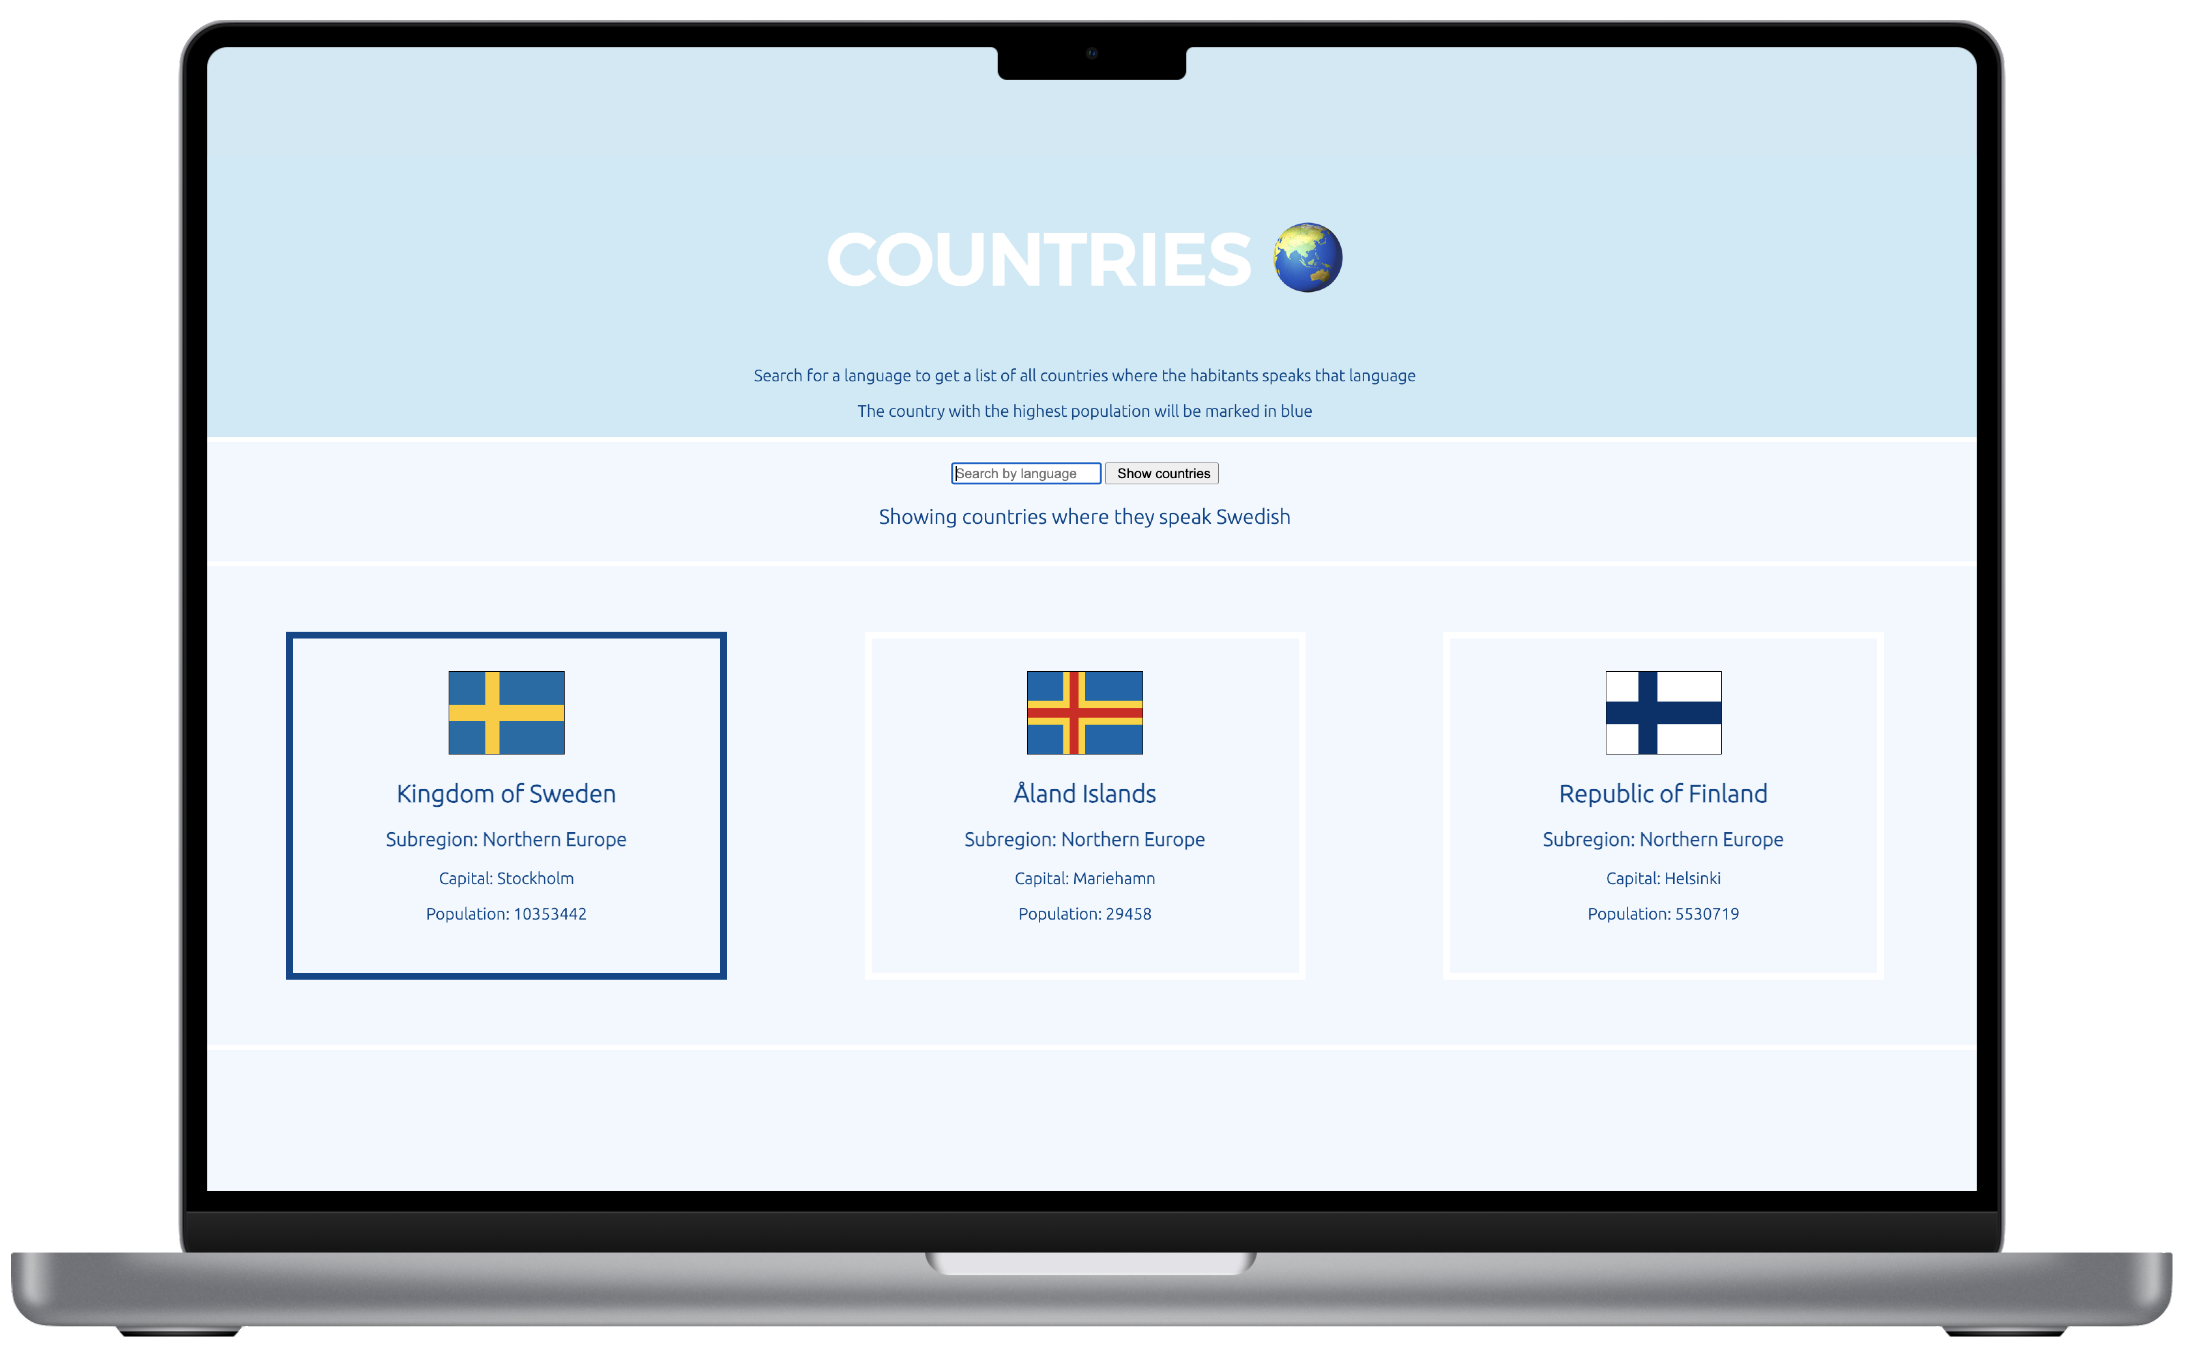 COUNTRIES
Search for a language to get a list of all countries where the habitants speaks that language
The country with the highest population will be marked in blue
Search by language Show countries
Showing countries where they speak Swedish
Kingdom of Sweden
Subregion: Northern Europe
Capital: Stockholm
Population: 10353442
Åland Islands
Subregion: Northern Europe
Capital: Mariehamn
Population: 29458
Republic of Finland
Subregion: Northern Europe
Capital: Helsinki
Population: 5530719